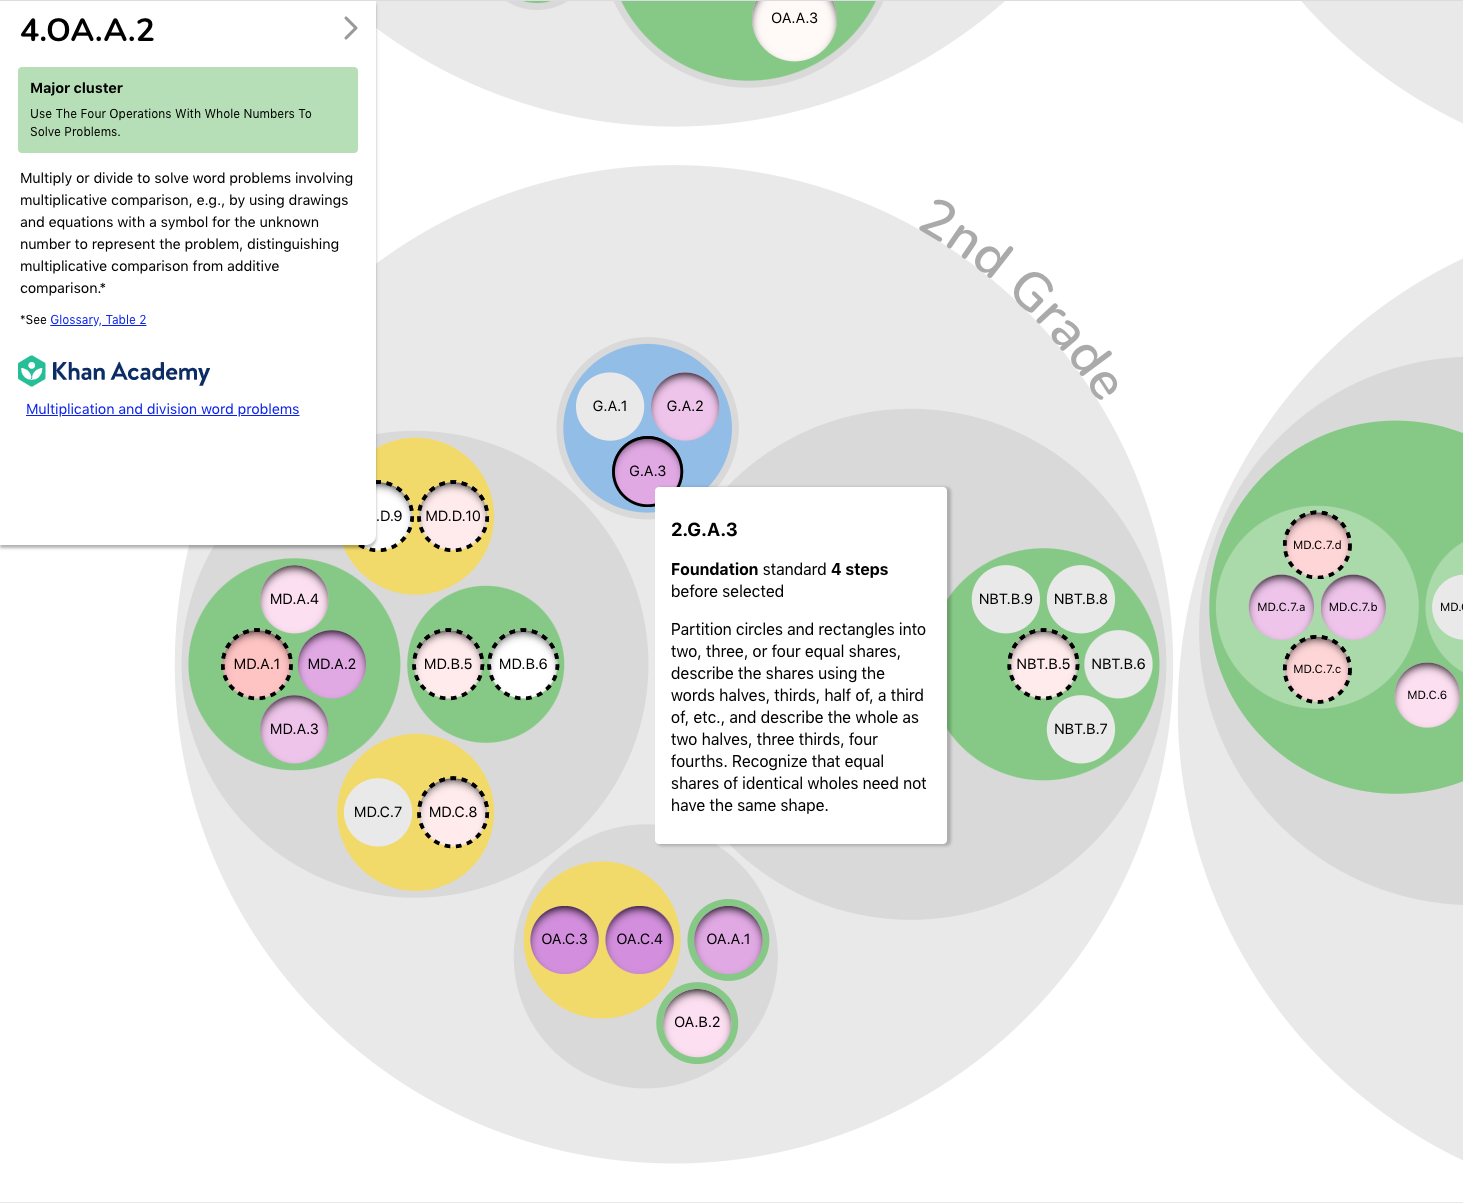 4.OA.A.2
Major cluster
Use The Four Operations With Whole Numbers To
Solve Problems.
Multiply or divide to solve word problems involving
multiplicative comparison, e.g., by using drawings
and equations with a symbol for the unknown
number to represent the problem, distinguishing
multiplicative comparison from additive
comparison.*
*See Glossary, Table 2
Khan Academy
Multiplication and division word problems
OA.A.3
2nd Grade
G.A.1
G.A.2
G.A.3
.D.9
MD.D.10
MD.A.4
MD.A.1
MD.A.2
MD.A.3
MD.B.5
MD.B.6
MD.C.7
MD.C.8
2.G.A.3
Foundation standard 4 steps
before selected
Partition circles and rectangles into
two, three, or four equal shares,
describe the shares using the
words halves, thirds, half of, a third
of, etc., and describe the whole as
two halves, three thirds, four
fourths. Recognize that equal
shares of identical wholes need not
have the same shape.
NBT.B.9
NBT.B.8
NBT.B.5
NBT.B.6
NBT.B.7
OA.C.3
OA.C.4
OA.A.1
OA.B.2
MD.C.7.d
MD.C.7.a
MD.C.7.b
MD.C.7.c
MD.C.6